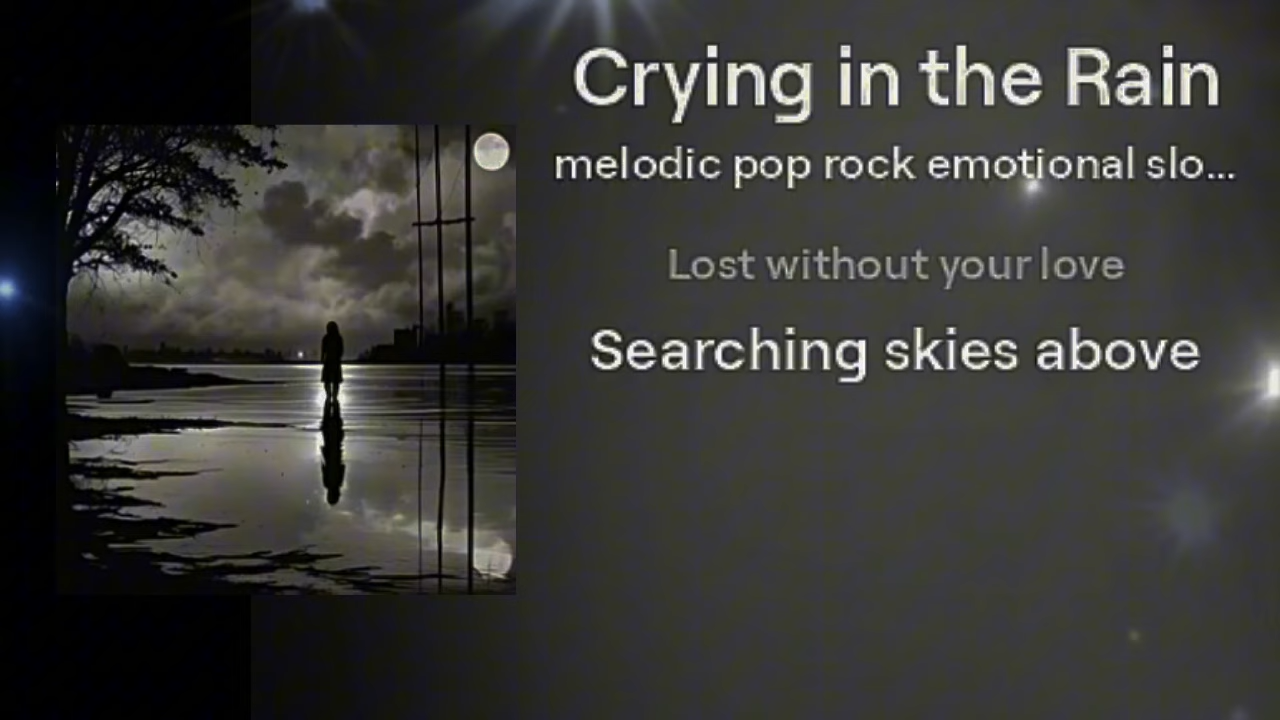 Crying in the Rain
melodic pop rock emotional slo...
Lost without your love
Searching skies above